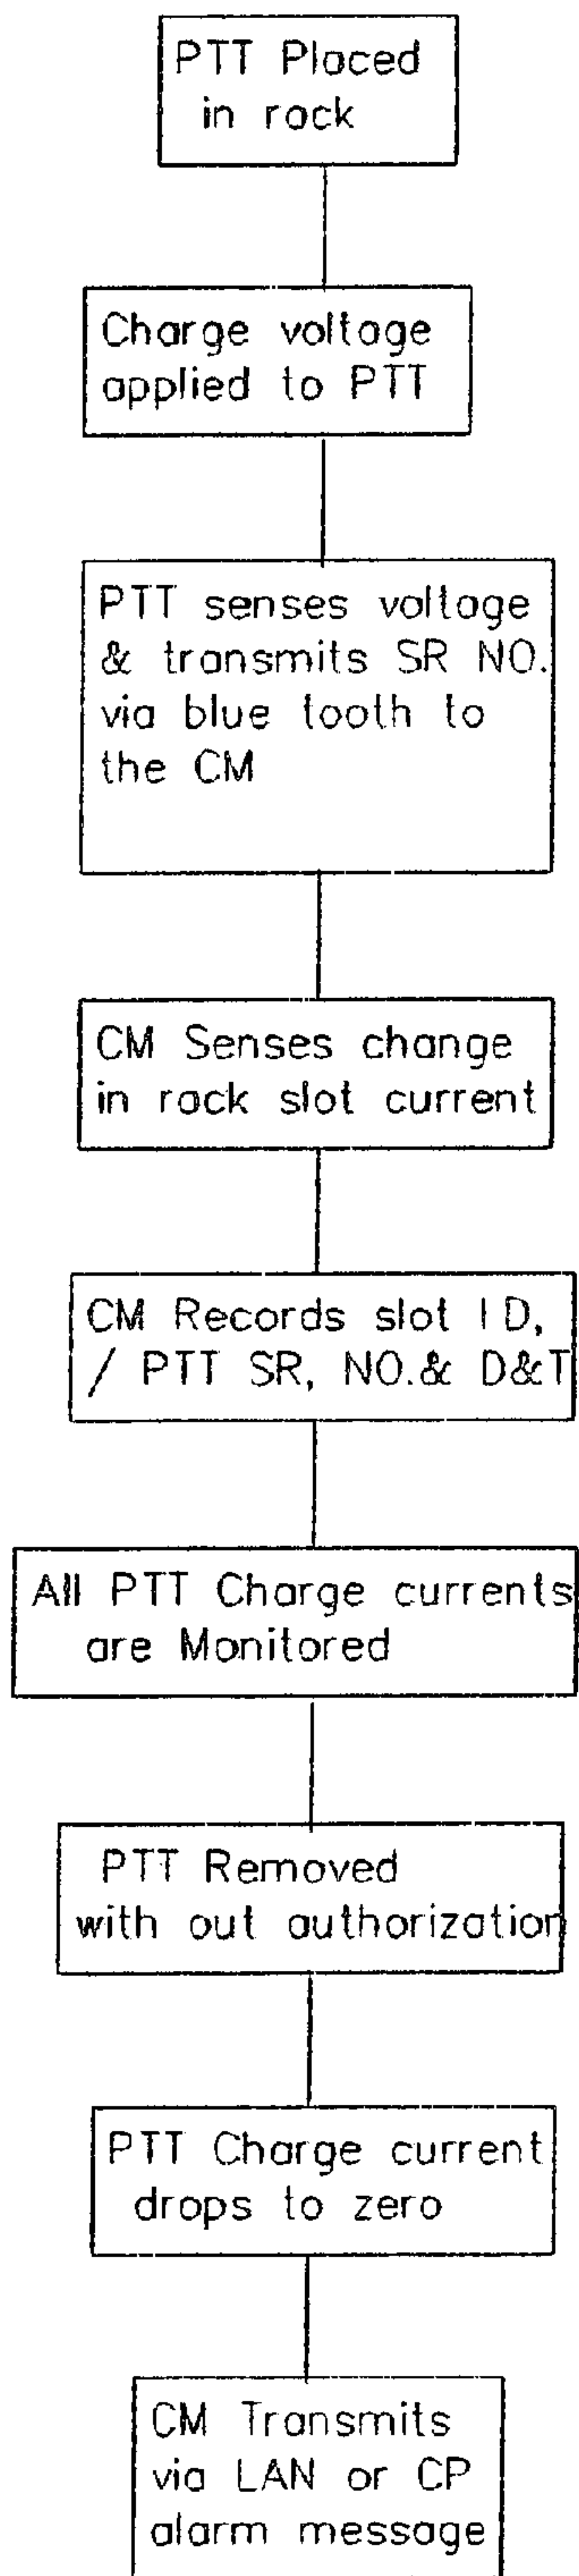 PTT Placed
in rack
Charge voltage
applied to PTT
PTT senses voltage
& transmits SR NO.
via blue tooth to
the CM
CM Senses change
in rack slot current
CM Records slot ID,
/ PTT SR, NO.& D&T
All PTT Charge currents
are Monitored
PTT Removed
with out authorization
PTT Charge current
drops to zero
CM Transmits
via LAN or CP
alarm message